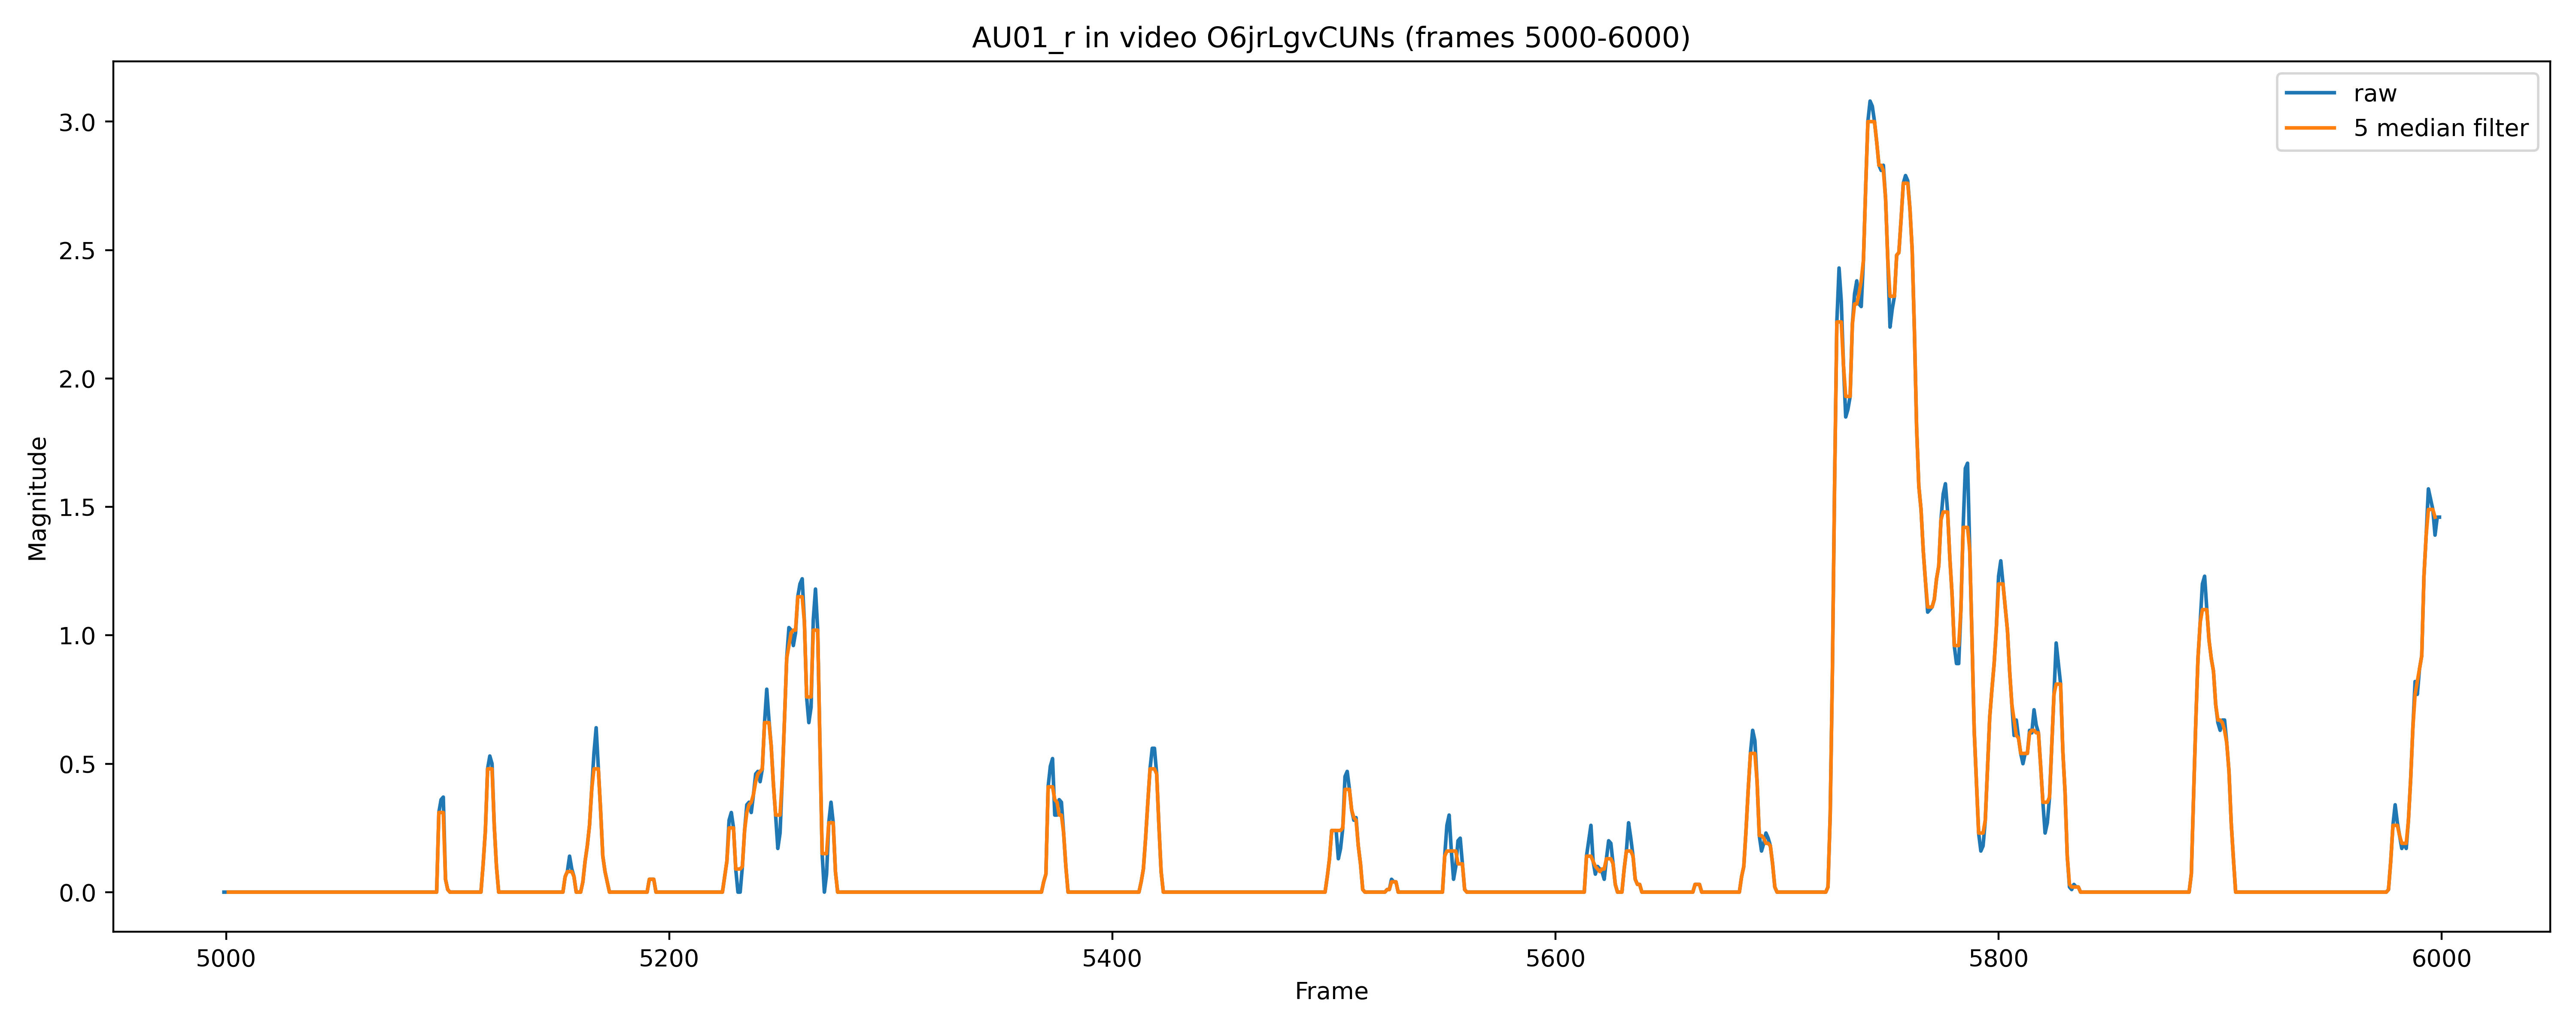 AU01_r in video O6jrLgvCUNs (frames 5000-6000)
raw
5 median filter
Magnitude
3.0
2.5
2.0
1.5
1.0
0.5
0.0
5000 5200 5400 5600 5800 6000
Frame